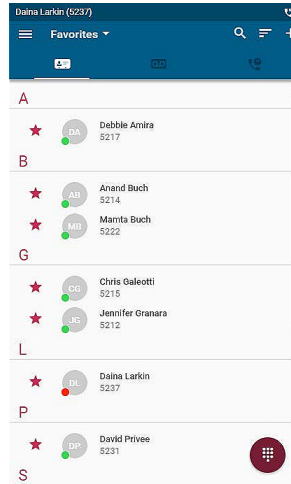 Daina Larkin (5237)
Favorites
A
DA
Debbie Amira
5217
B
AB
Anand Buch
5214
MB
Mamta Buch
5222
G
CG
Chris Galeotti
5215
JG
Jennifer Granara
5212
L
DL
Daina Larkin
5237
P
DP
David Privee
5231
S